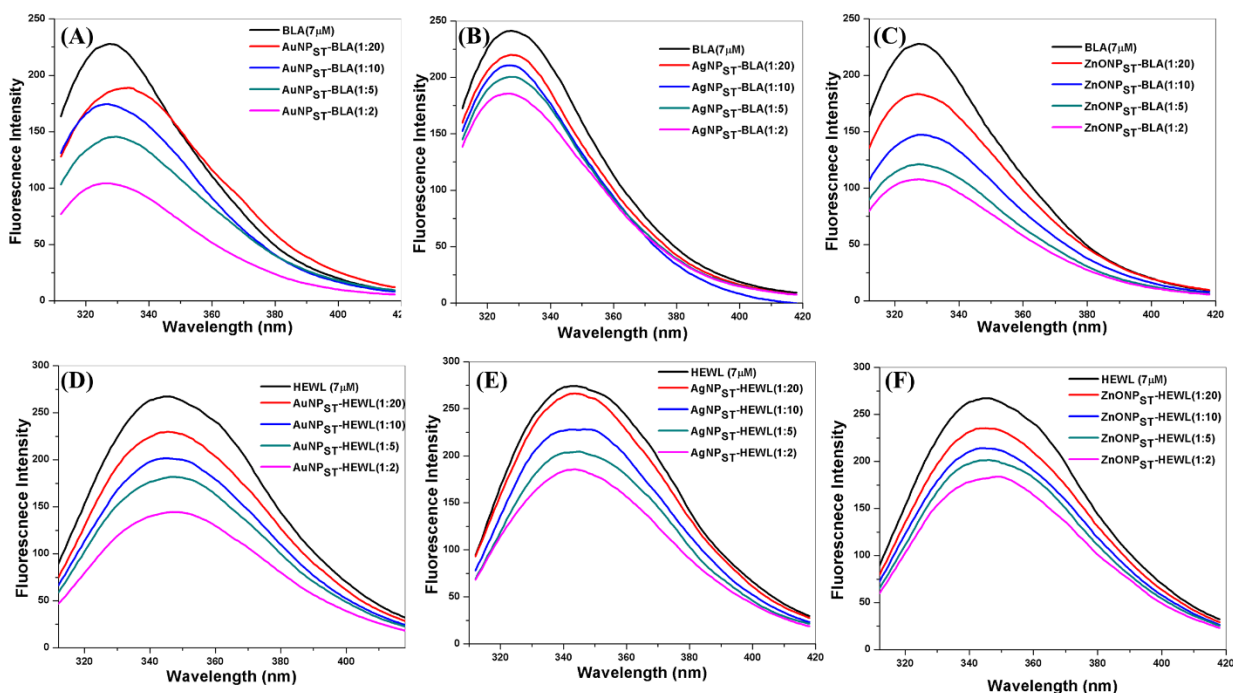 (A)
BLA(7µM)
AuNPST-BLA(1:20)
AuNPST-BLA(1:10)
AuNPST-BLA(1:5)
AuNPST-BLA(1:2)
Fluorescnece Intensity
250
200
150
100
50
0
320 340 360 380 400 42
Wavelength (nm)
(B)
BLA(7µM)
AgNPST-BLA(1:20)
AgNPST-BLA(1:10)
AgNPST-BLA(1:5)
AgNPST-BLA(1:2)
Fluorescence Intensity
250
200
150
100
50
0
320 340 360 380 400 420
Wavelength (nm)
(C)
BLA(7µM)
ZnONPST-BLA(1:20)
ZnONPST-BLA(1:10)
ZnONPST-BLA(1:5)
ZnONPST-BLA(1:2)
Fluorescnece Intensity
250
200
150
100
50
0
320 340 360 380 400 420
Wavelength (nm)
(D)
HEWL (7µM)
AuNPST-HEWL(1:20)
AuNPST-HEWL(1:10)
AuNPST-HEWL(1:5)
AuNPST-HEWL(1:2)
Fluorescnece Intensity
300
250
200
150
100
50
0
320 340 360 380 400
Wavelength (nm)
(E)
HEWL (7µM)
AgNPST-HEWL(1:20)
AgNPST-HEWL(1:10)
AgNPST-HEWL(1:5)
AgNPST-HEWL(1:2)
Fluorescence Intensity
300
275
250
225
200
175
150
125
100
75
50
25
0
320 340 360 380 400 420
Wavelength (nm)
(F)
HEWL (7µM)
ZnONPST-HEWL(1:20)
ZnONPST-HEWL(1:10)
ZnONPST-HEWL(1:5)
ZnONPST-HEWL(1:2)
Fluorescnece Intensity
300
250
200
150
100
50
0
320 340 360 380 400 420
Wavelength (nm)